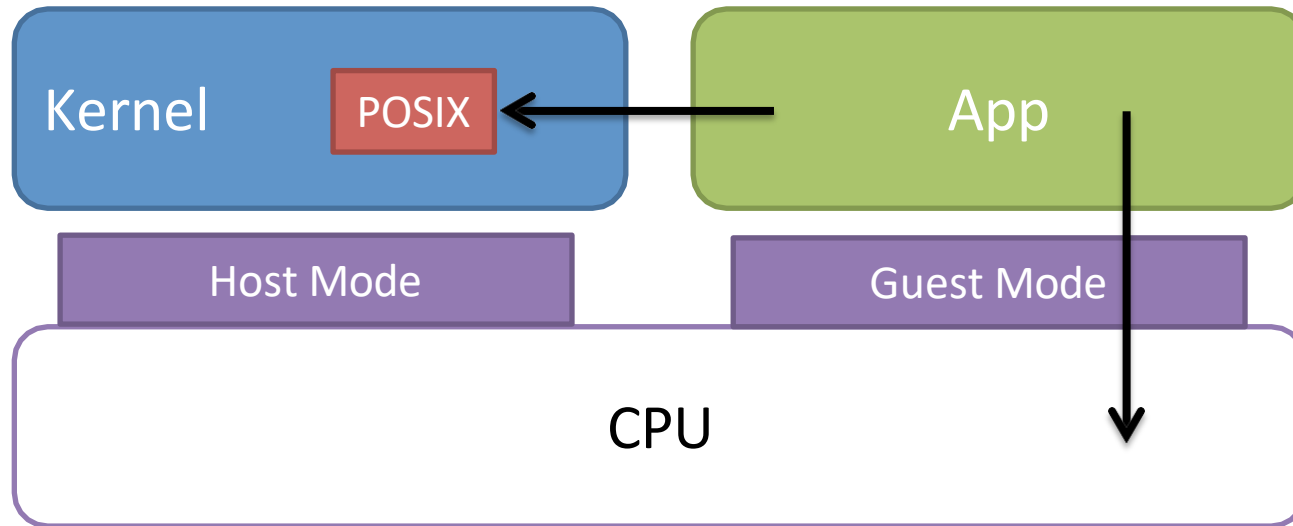 Kernel
POSIX
App
Host Mode
Guest Mode
CPU